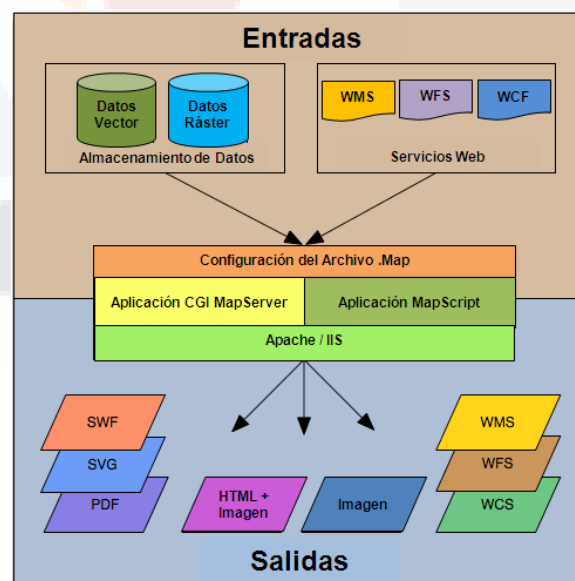 Entradas
Datos
Vector
Datos
Ráster
Almacenamiento de Datos
WMS
WFS
WCF
Servicios Web
Configuración del Archivo .Map
Aplicación CGI MapServer
Aplicación MapScript
Apache / IIS
SWF
SVG
PDF
HTML +
Imagen
Imagen
WMS
WFS
WCS
Salidas